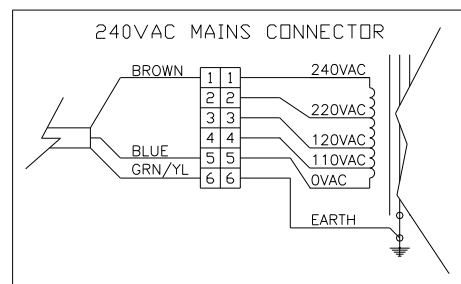 240VAC MAINS CONNECTOR
BROWN 1 1 240VAC
2 2 220VAC
3 3 120VAC
4 4 110VAC
BLUE 5 5 0VAC
GRN/YL 6 6
EARTH